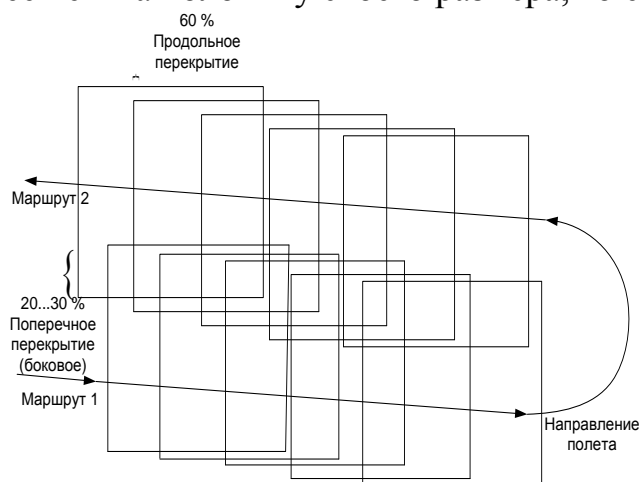 60 %
Продольное
перекрытие
Маршрут 2
20...30 %
Поперечное
перекрытие
(боковое)
Маршрут 1
Направление
полета